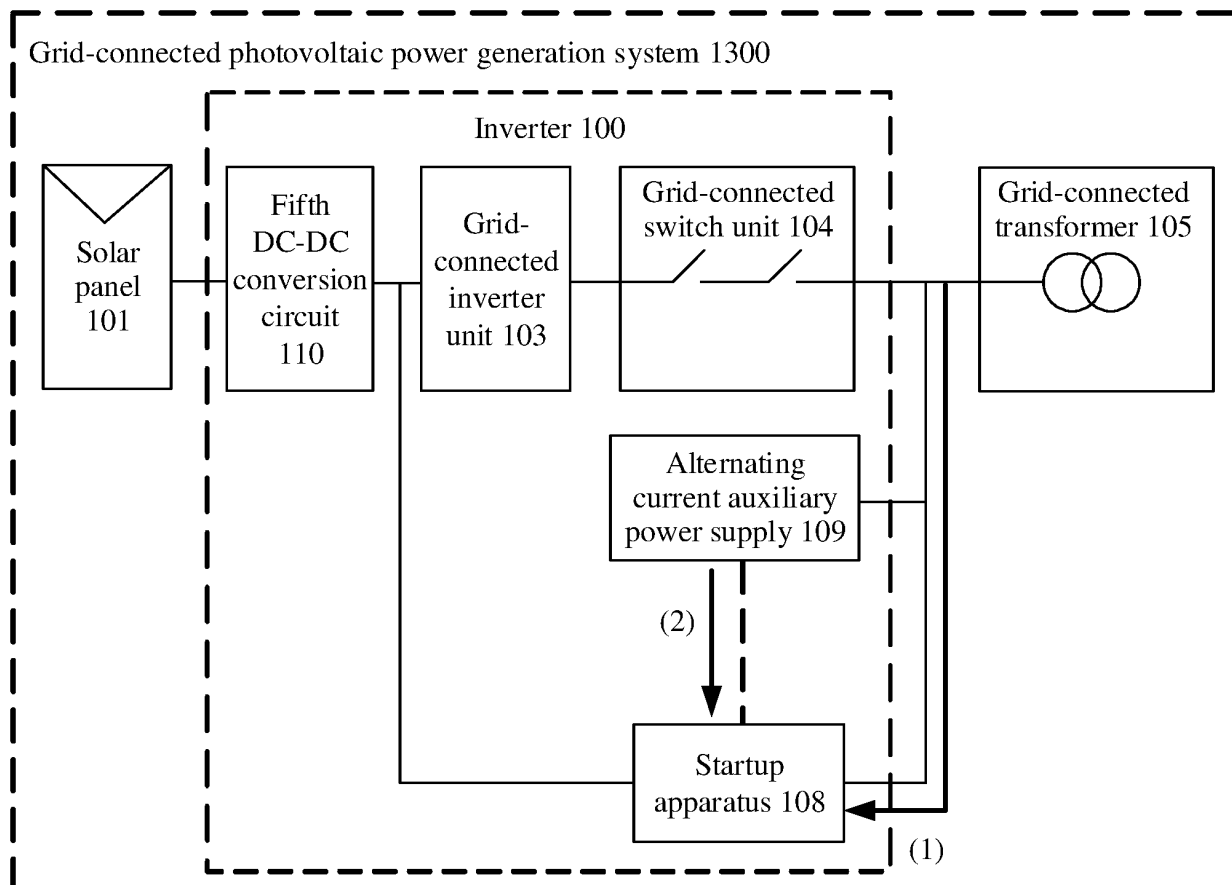 Grid-connected photovoltaic power generation system 1300
Inverter 100
Solar
panel
101
Fifth
DC-DC
conversion
circuit
110
Grid-
connected
inverter
unit 103
Grid-connected
switch unit 104
Grid-connected
transformer 105
Alternating
current auxiliary
power supply 109
(2)
Startup
apparatus 108
(1)